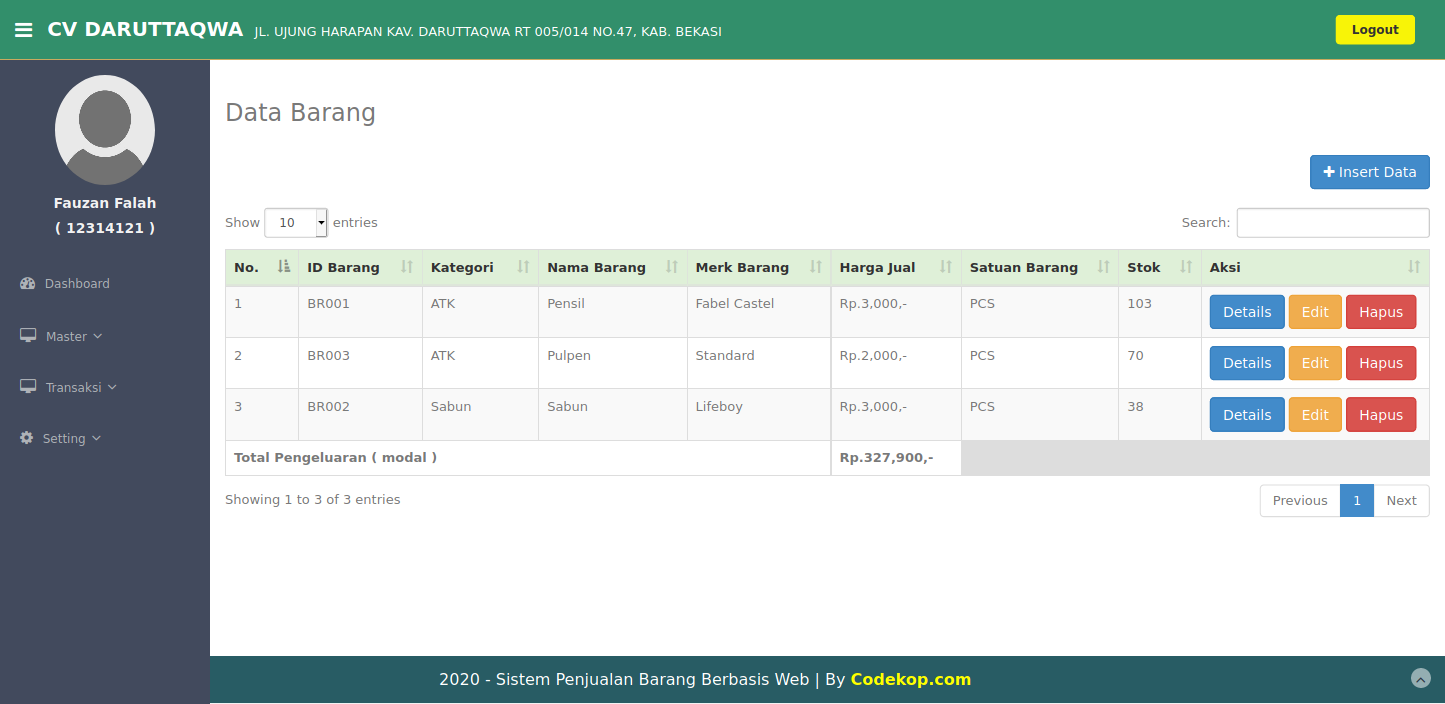 CV DARUTTAQWA JL. UJUNG HARAPAN KAV. DARUTTAQWA RT 005/014 NO.47, KAB. BEKASI Logout
Fauzan Falah
( 12314121 )
Dashboard
Master
Transaksi
Setting
Data Barang
Insert Data
Show 10 entries Search:
No. ID Barang Kategori Nama Barang Merk Barang Harga Jual Satuan Barang Stok Aksi
1 BR001 ATK Pensil Fabel Castel Rp.3,000,- PCS 103 Details Edit Hapus
2 BR003 ATK Pulpen Standard Rp.2,000,- PCS 70 Details Edit Hapus
3 BR002 Sabun Sabun Lifeboy Rp.3,000,- PCS 38 Details Edit Hapus
Total Pengeluaran ( modal ) Rp.327,900,-
Showing 1 to 3 of 3 entries Previous 1 Next
2020 - Sistem Penjualan Barang Berbasis Web | By Codekop.com